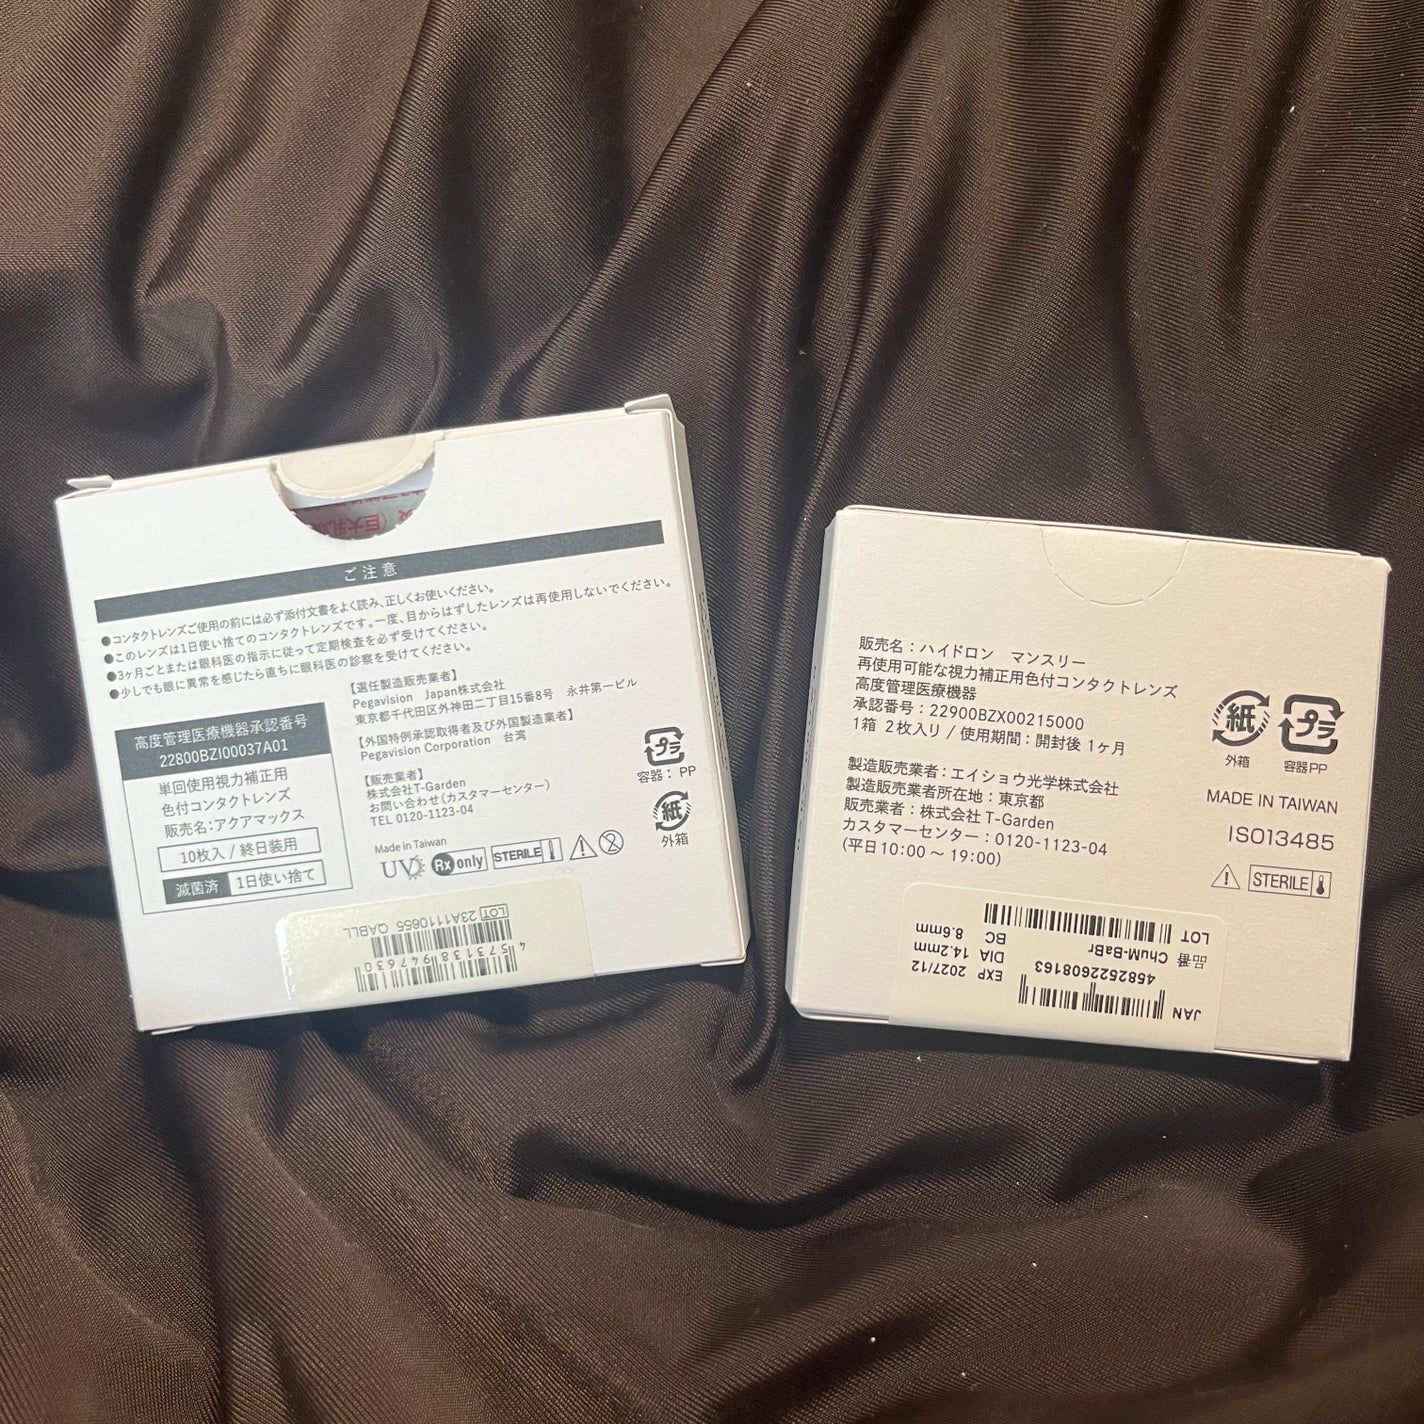 ご注意
●コンタクトレンズご使用の前には必ず添付文書をよく読み、正しくお使いください。
●このレンズは1日使い捨てのコンタクトレンズです。一度、目からはずしたレンズは再使用しないでください。
●3ヶ月ごとまたは眼科医の指示に従って定期検査を必ず受けてください。
●少しでも眼に異常を感じたら直ちに眼科医の診察を受けてください。
高度管理医療機器承認番号
22800BZI00037A01
単回使用視力補正用
色付コンタクトレンズ
販売名:アクアマックス
10枚入 / 終日装用
滅菌済 1日使い捨て
【選任製造販売業者】
Pegavision Japan株式会社
東京都千代田区外神田二丁目15番8号 永井第一ビル
【外国特例承認取得者及び外国製造業者】
Pegavision Corporation 台湾
【販売業者】
株式会社T-Garden
お問い合わせ(カスタマーセンター)
TEL 0120-1123-04
Made in Taiwan
UV Rx only STERILE
プラ
容器: PP
紙
外箱
LOT 23A1110655 QABLL
4573138947630
販売名:ハイドロン マンスリー
再使用可能な視力補正用色付コンタクトレンズ
高度管理医療機器
承認番号:22900BZX00215000
1箱 2枚入り / 使用期間:開封後 1ヶ月
製造販売業者:エイショウ光学株式会社
製造販売業者所在地:東京都
販売業者:株式会社 T-Garden
カスタマーセンター:0120-1123-04
(平日10:00 ~ 19:00)
紙 プラ
外箱 容器PP
MADE IN TAIWAN
ISO13485
STERILE
JAN
4582522608163
EXP 2027/12
DIA 14.2mm
BC 8.6mm
品番 ChuM-BaBr
LOT